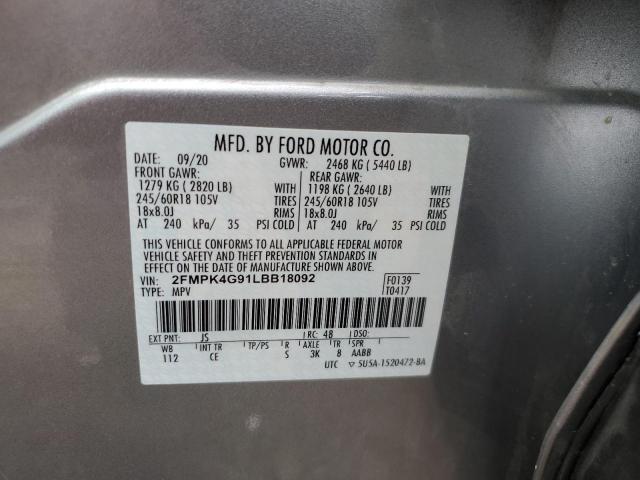 MFD. BY FORD MOTOR CO.
DATE: 09/20 GVWR: 2468 KG ( 5440 LB)
FRONT GAWR: REAR GAWR:
1279 KG ( 2820 LB) WITH 1198 KG ( 2640 LB) WITH
245/60R18 105V TIRES 245/60R18 105V TIRES
18x8.0J RIMS 18x8.0J RIMS
AT 240 kPa/ 35 PSI COLD AT 240 kPa/ 35 PSI COLD
THIS VEHICLE CONFORMS TO ALL APPLICABLE FEDERAL MOTOR
VEHICLE SAFETY AND THEFT PREVENTION STANDARDS IN
EFFECT ON THE DATE OF MANUFACTURE SHOWN ABOVE.
VIN: 2FMPK4G91LBB18092 F0139
TYPE: MPV T0417
EXT PNT: JS RC: 48 DSO:
WB INT TR TP/PS R AXLE TR SPR
112 CE S 3K 8 AABB
UTC ▽ 5U5A-1520472-BA